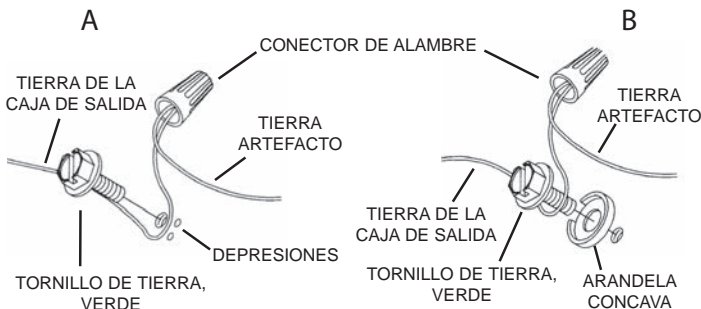 A
B
CONECTOR DE ALAMBRE
TIERRA DE LA
CAJA DE SALIDA
TIERRA
ARTEFACTO
TIERRA
ARTEFACTO
DEPRESIONES
TORNILLO DE TIERRA,
VERDE
TIERRA DE LA
CAJA DE SALIDA
TORNILLO DE TIERRA,
VERDE
ARANDELA
CONCAVA